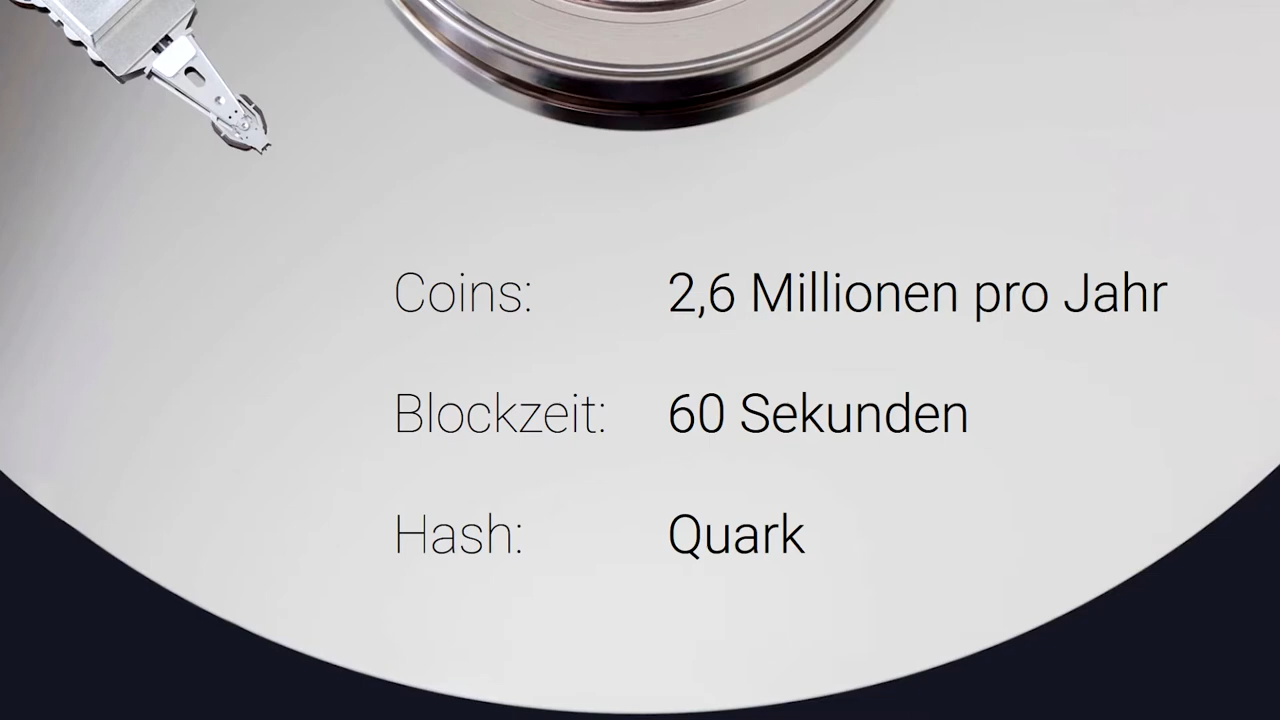 Coins: 2,6 Millionen pro Jahr
Blockzeit: 60 Sekunden
Hash: Quark